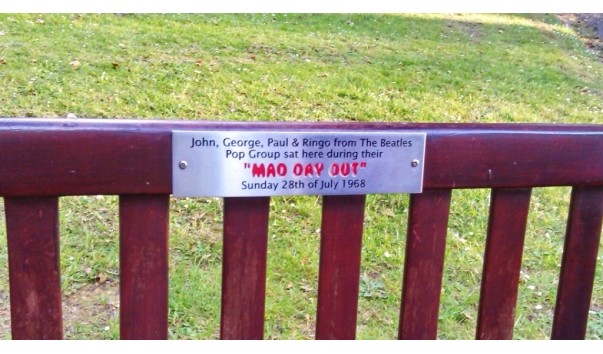 John, George, Paul & Ringo from The Beatles
Pop Group sat here during their
"MAD DAY OUT"
Sunday 28th of July 1968